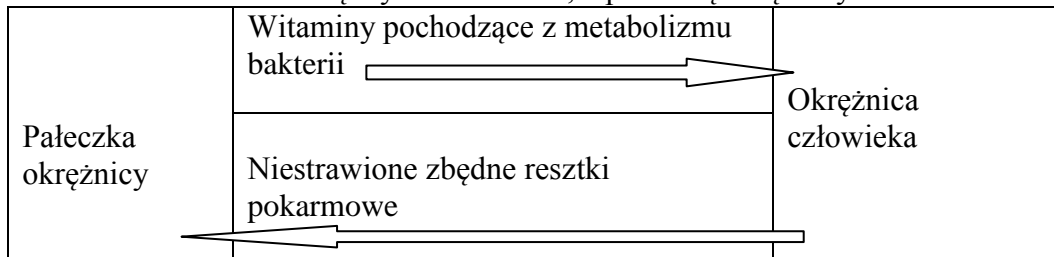 Witaminy pochodzące z metabolizmu
bakterii
Okrężnica
człowieka
Pałeczka
okrężnicy
Niestrawione zbędne resztki
pokarmowe